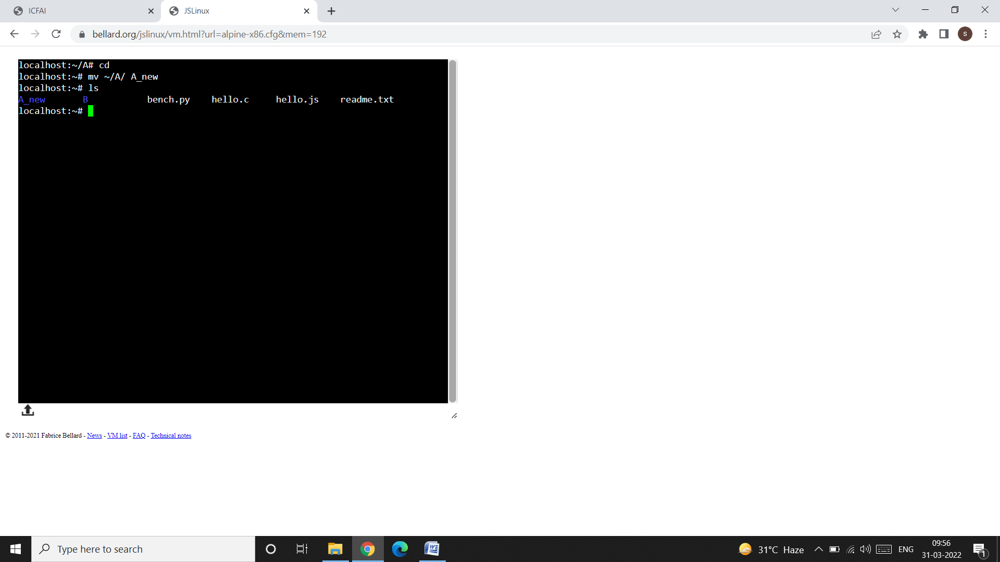 ICFAI
JSLinux
bellard.org/jslinux/vm.html?url=alpine-x86.cfg&mem=192
S
localhost:~/A# cd
localhost:~# mv ~/A/ A_new
localhost:~# ls
A_new B bench.py hello.c hello.js readme.txt
localhost:~#
© 2011-2021 Fabrice Bellard - News - VM list - FAQ - Technical notes
Type here to search
31°C Haze
ENG
09:56
31-03-2022
1